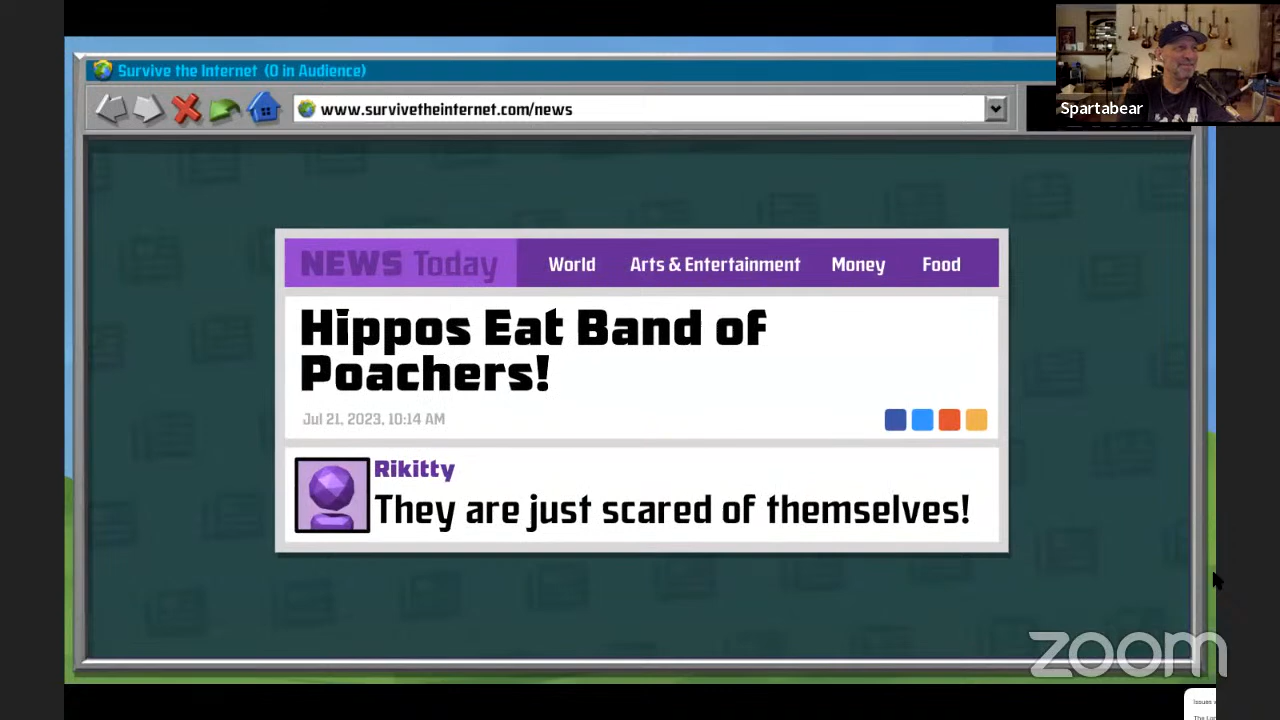 Survive the Internet (0 in Audience)
www.survivetheinternet.com/news
Spartabear
NEWS Today
World
Arts & Entertainment
Money
Food
Hippos Eat Band of
Poachers!
Jul 21, 2023, 10:14 AM
Rikitty
They are just scared of themselves!
zoom
Issues